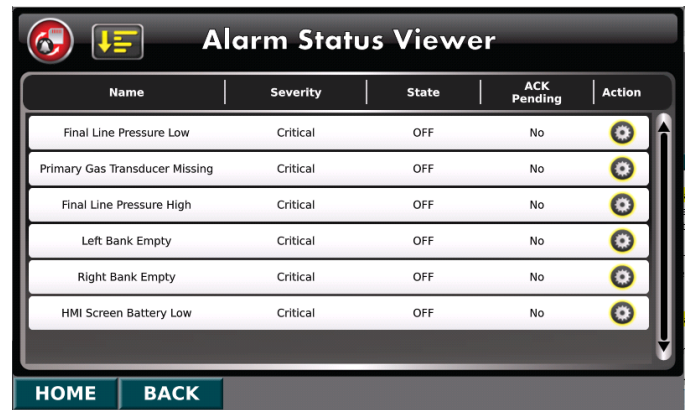 Alarm Status Viewer
Name Severity State ACK Pending Action
Final Line Pressure Low Critical OFF No
Primary Gas Transducer Missing Critical OFF No
Final Line Pressure High Critical OFF No
Left Bank Empty Critical OFF No
Right Bank Empty Critical OFF No
HMI Screen Battery Low Critical OFF No
HOME BACK